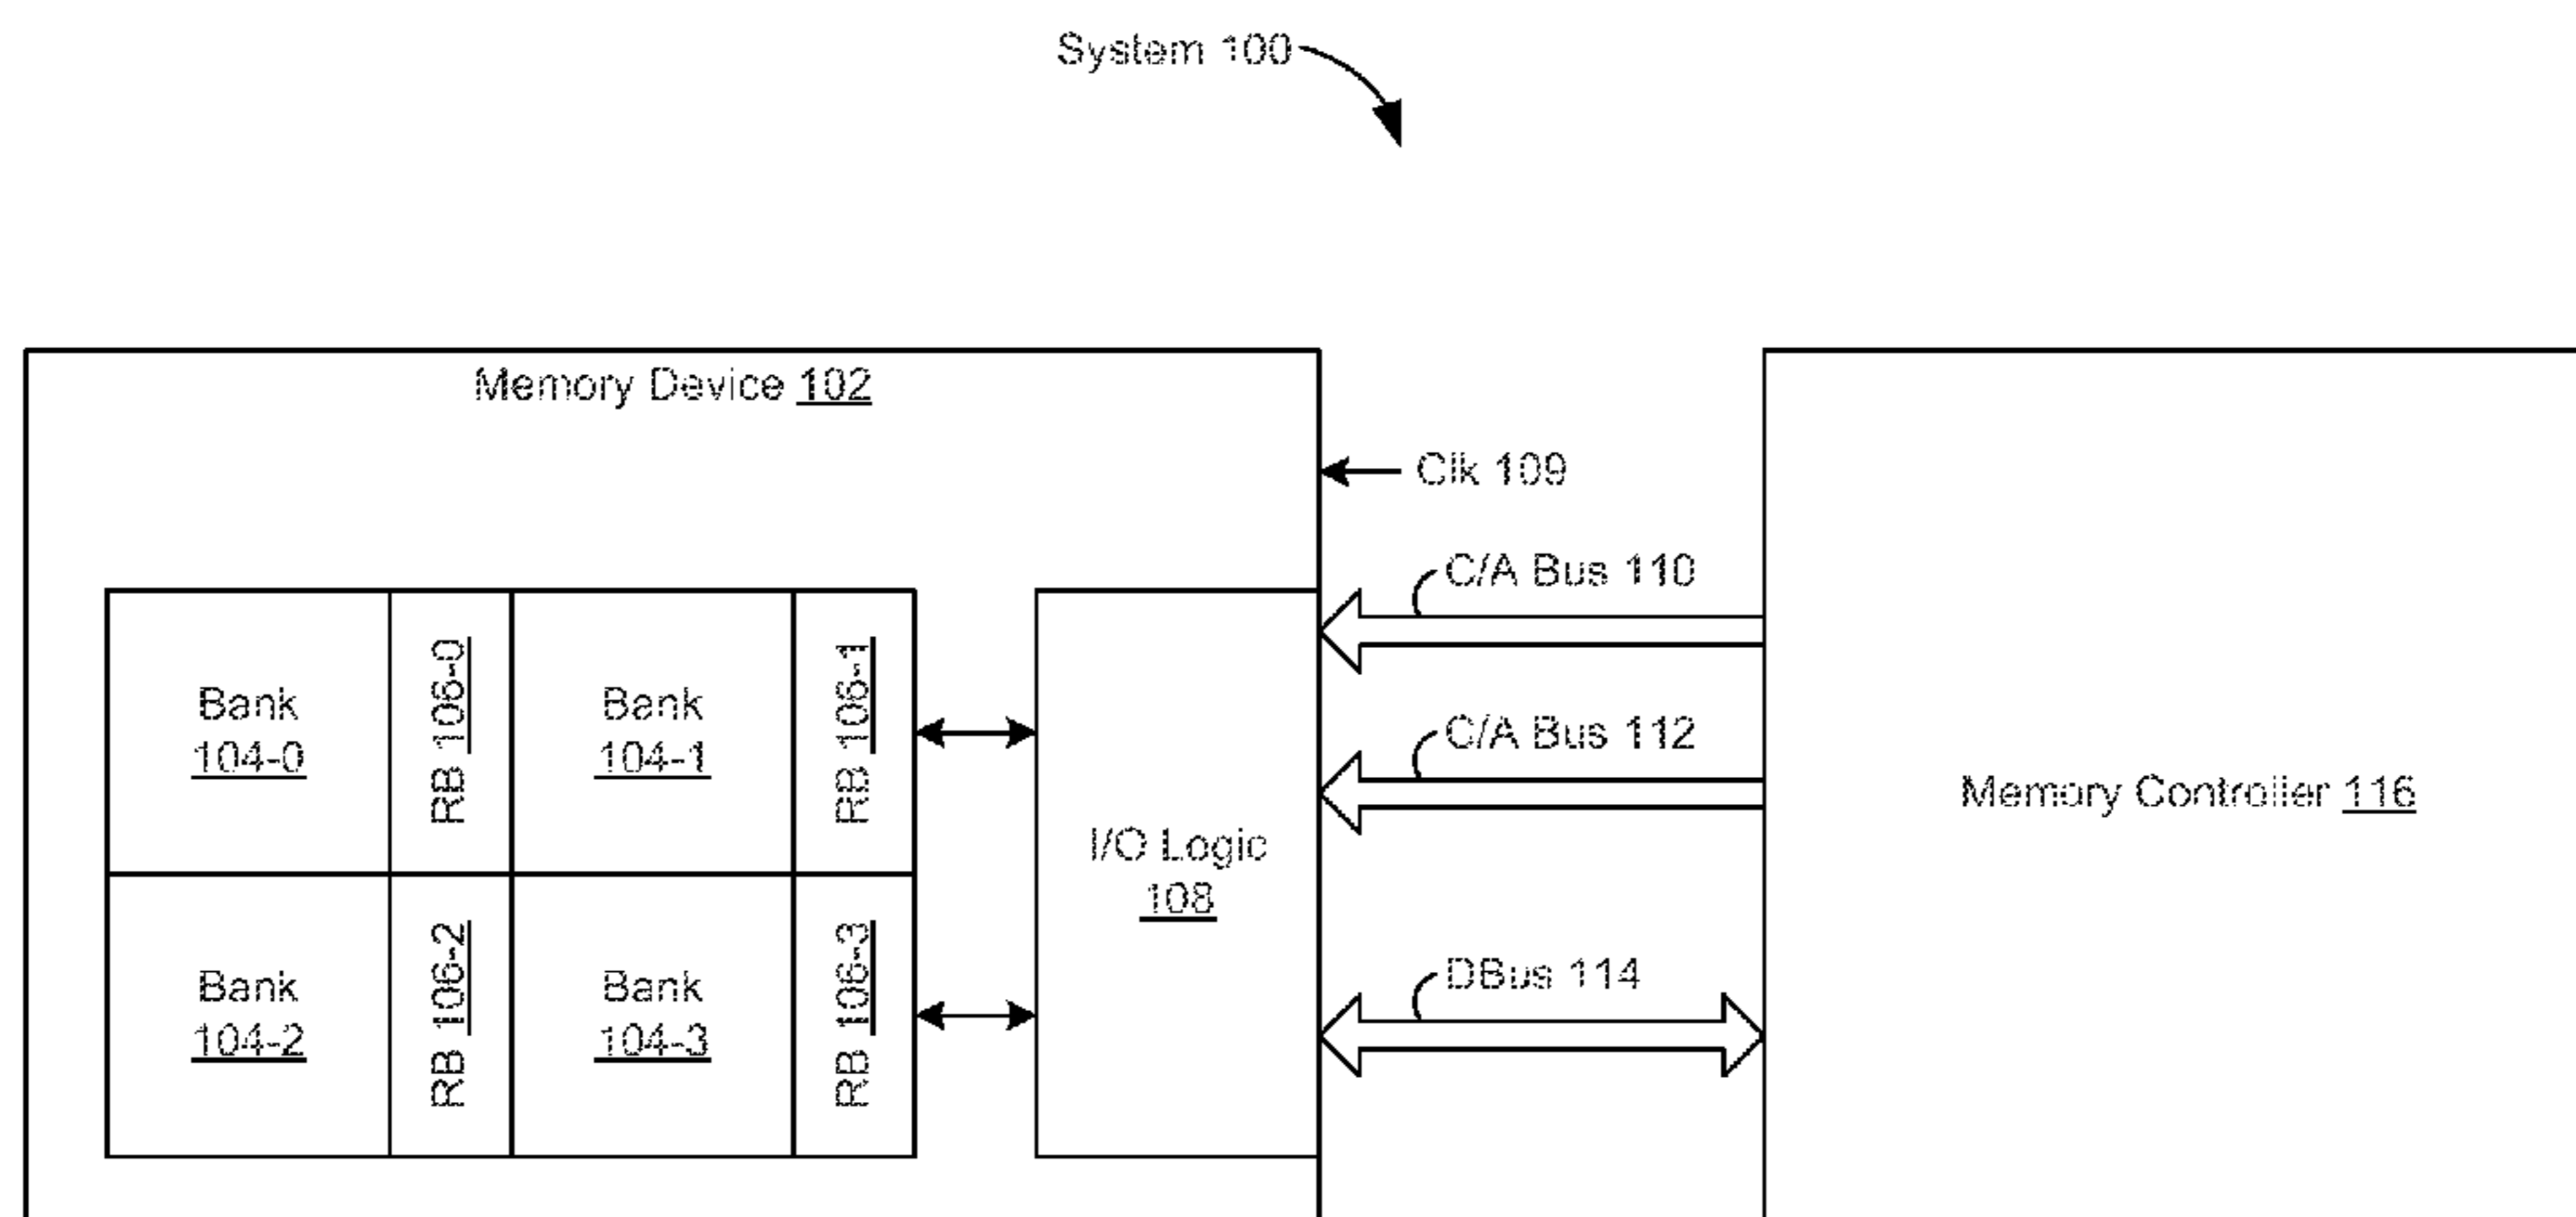 System 100
Memory Device 102
Clk 109
C/A Bus 110
Bank
104-0
RB 106-0
Bank
104-1
RB 106-1
C/A Bus 112
Memory Controller 116
I/O Logic
108
Bank
104-2
RB 106-2
Bank
104-3
RB 106-3
DBus 114